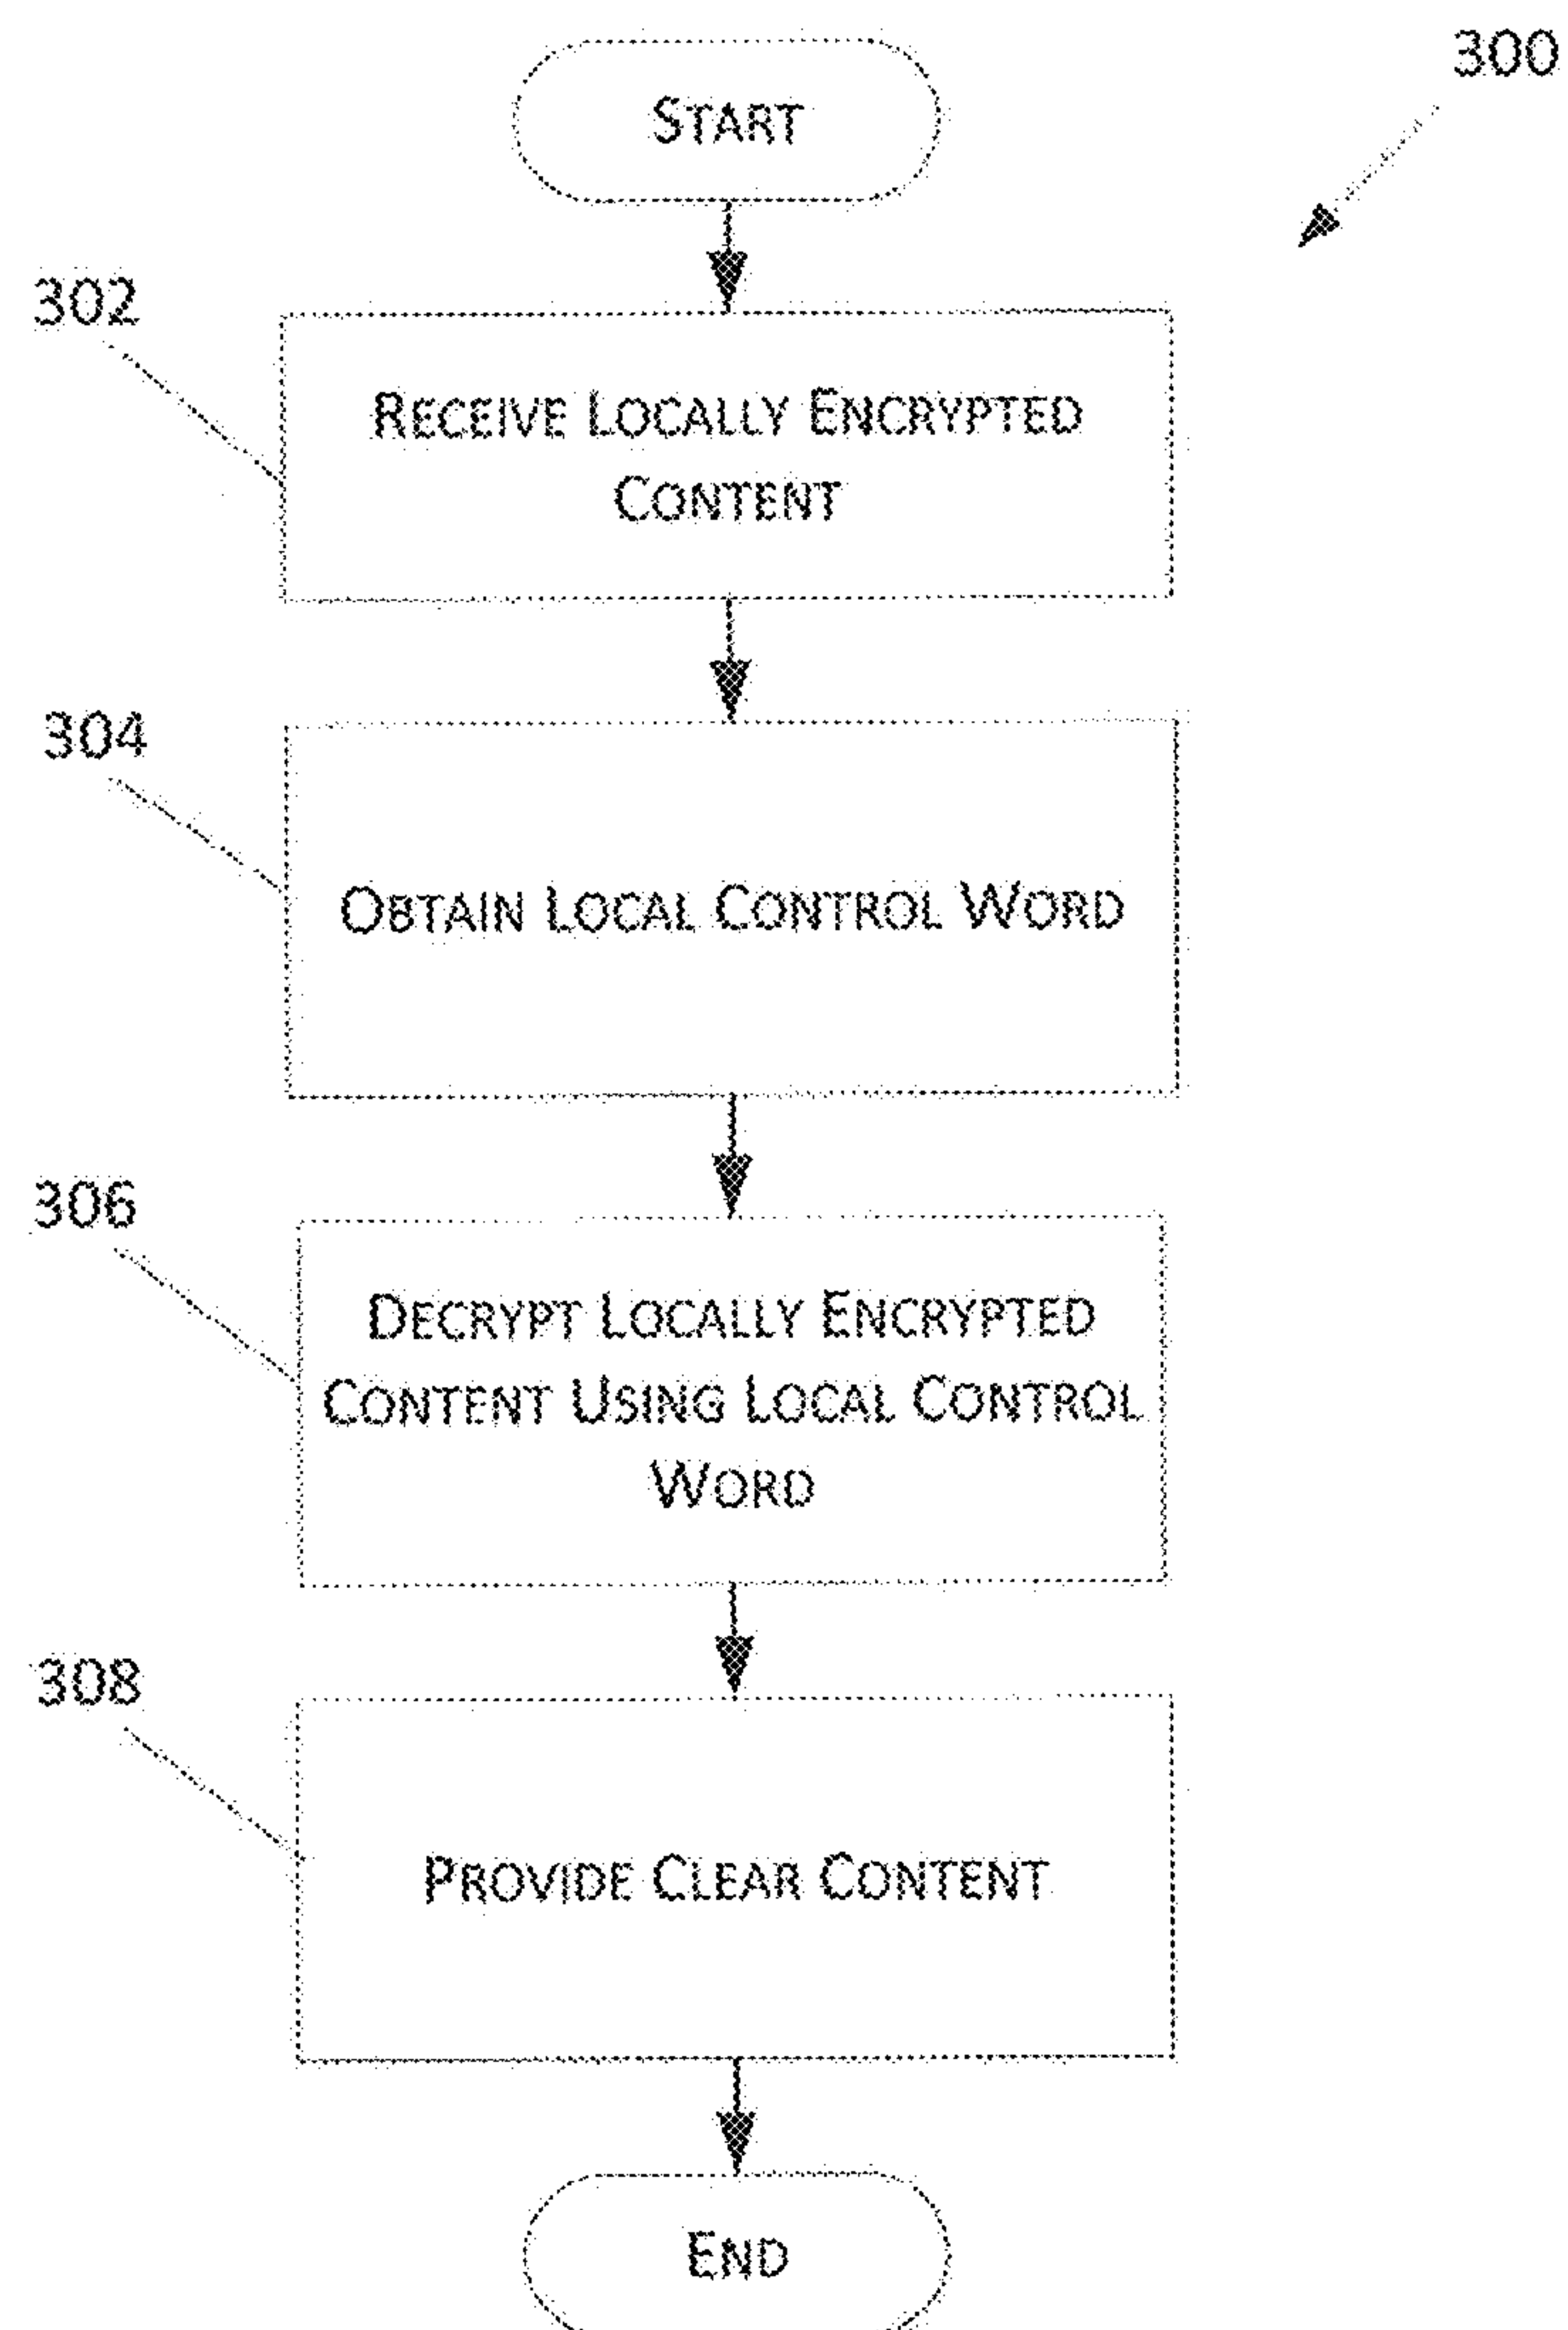 300
START
302
RECEIVE LOCALLY ENCRYPTED
CONTENT
304
OBTAIN LOCAL CONTROL WORD
306
DECRYPT LOCALLY ENCRYPTED
CONTENT USING LOCAL CONTROL
WORD
308
PROVIDE CLEAR CONTENT
END